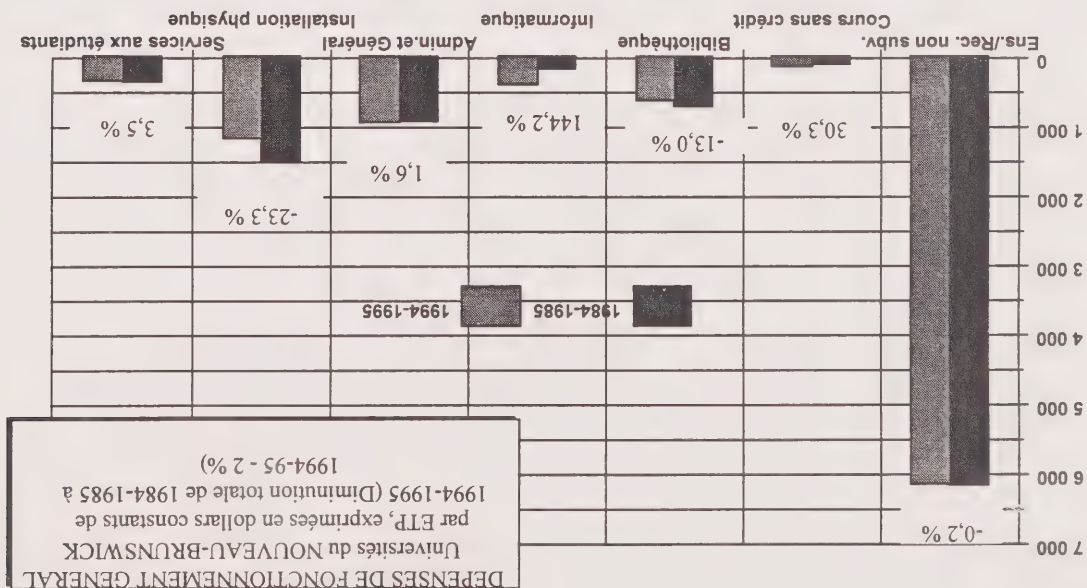 DEPENSES DE FONCTIONNEMENT GENERAL
Universités du NOUVEAU-BRUNSWICK
par ETP, exprimées en dollars constants de
1994-1995 (Diminution totale de 1984-1985 à
1994-95 - 2 %)
7 000
6 000
5 000
4 000
3 000
2 000
1 000
0
-0,2 %
30,3 %
-13,0 %
144,2 %
1,6 %
-23,3 %
3,5 %
1984-1985
1994-1995
Ens./Rec. non subv.
Cours sans crédit
Bibliothèque
Informatique
Admin.et Général
Installation physique
Services aux étudiants